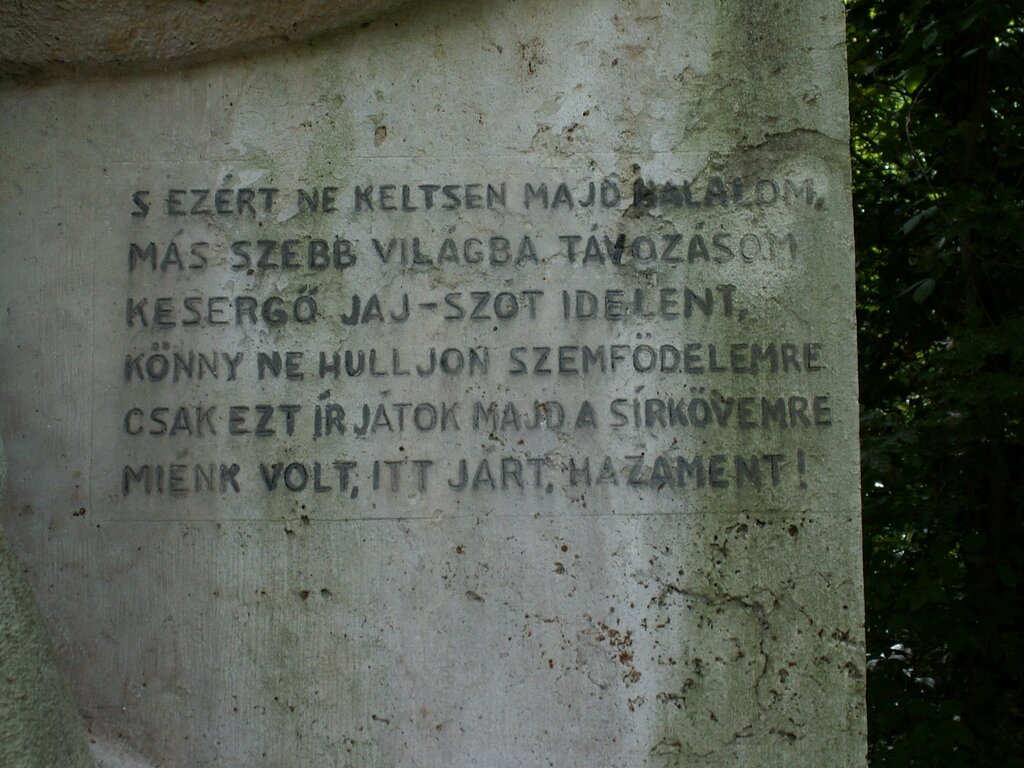 S EZÉRT NE KELTSEN MAJD HALÁLOM,
MÁS SZEBB VILÁGBA TÁVOZÁSOM
KESERGŐ JAJ-SZÓT IDELENT,
KÖNNY NE HULLJON SZEMFÖDELEMRE
CSAK EZT ÍRJÁTOK MAJD A SÍRKÖVEMRE
MIÉNK VOLT, ITT JÁRT, HAZAMENT!